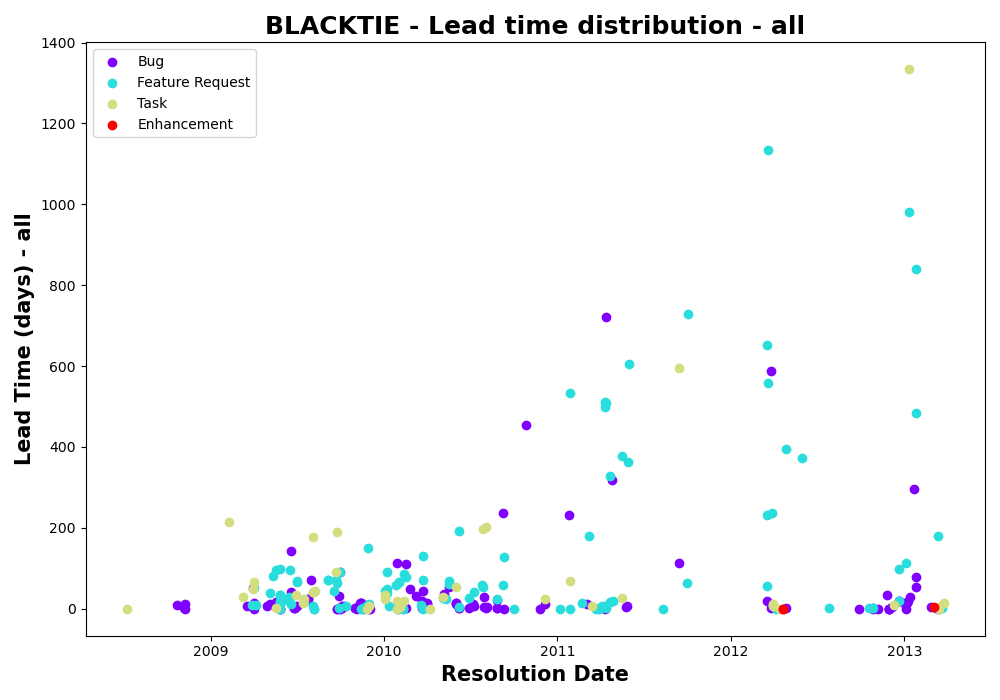 BLACKTIE - Lead time distribution - all
Lead Time (days) - all
1400
1200
1000
800
600
400
200
0
Bug
Feature Request
Task
Enhancement
2009
2010
2011
2012
2013
Resolution Date